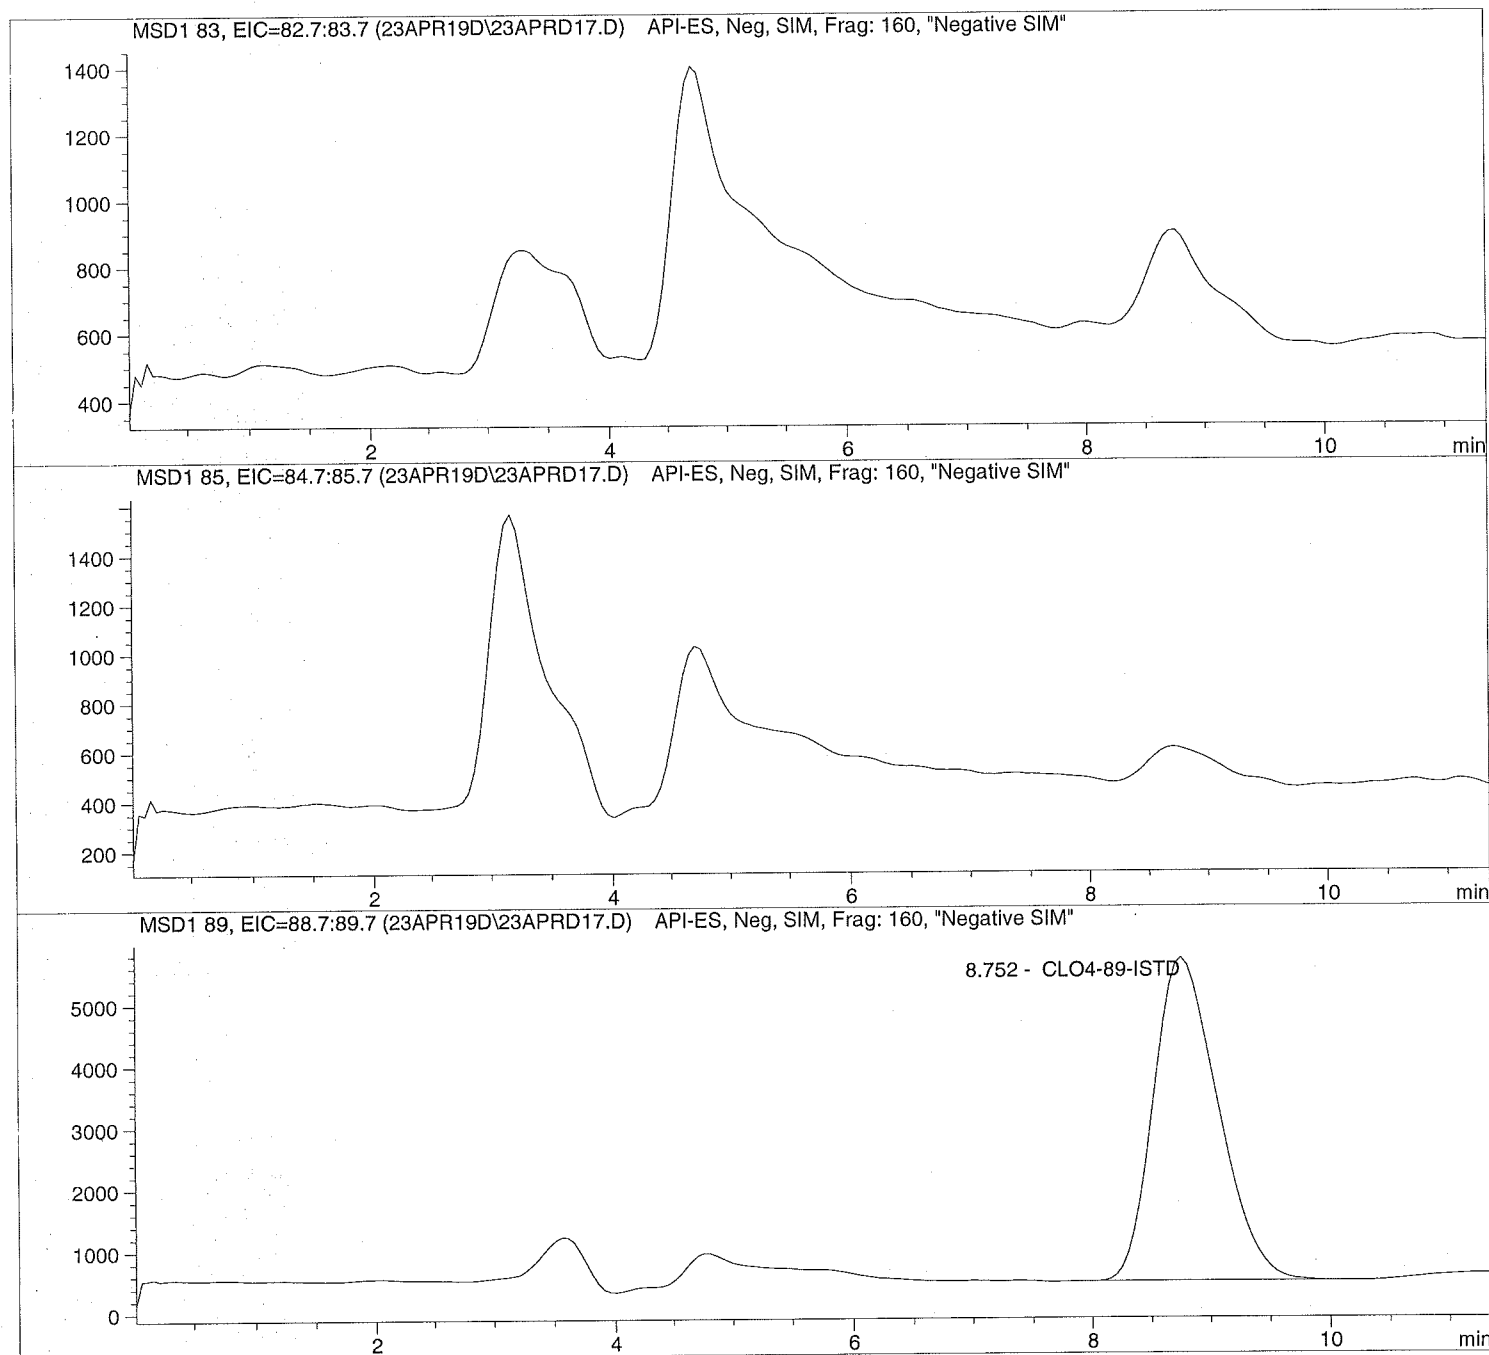 MSD1 83, EIC=82.7:83.7 (23APR19D\23APRD17.D) API-ES, Neg, SIM, Frag: 160, "Negative SIM"
1400
1200
1000
800
600
400
2 4 6 8 10 min
MSD1 85, EIC=84.7:85.7 (23APR19D\23APRD17.D) API-ES, Neg, SIM, Frag: 160, "Negative SIM"
1400
1200
1000
800
600
400
200
2 4 6 8 10 min
MSD1 89, EIC=88.7:89.7 (23APR19D\23APRD17.D) API-ES, Neg, SIM, Frag: 160, "Negative SIM"
8.752 - CLO4-89-ISTD
5000
4000
3000
2000
1000
0
2 4 6 8 10 min